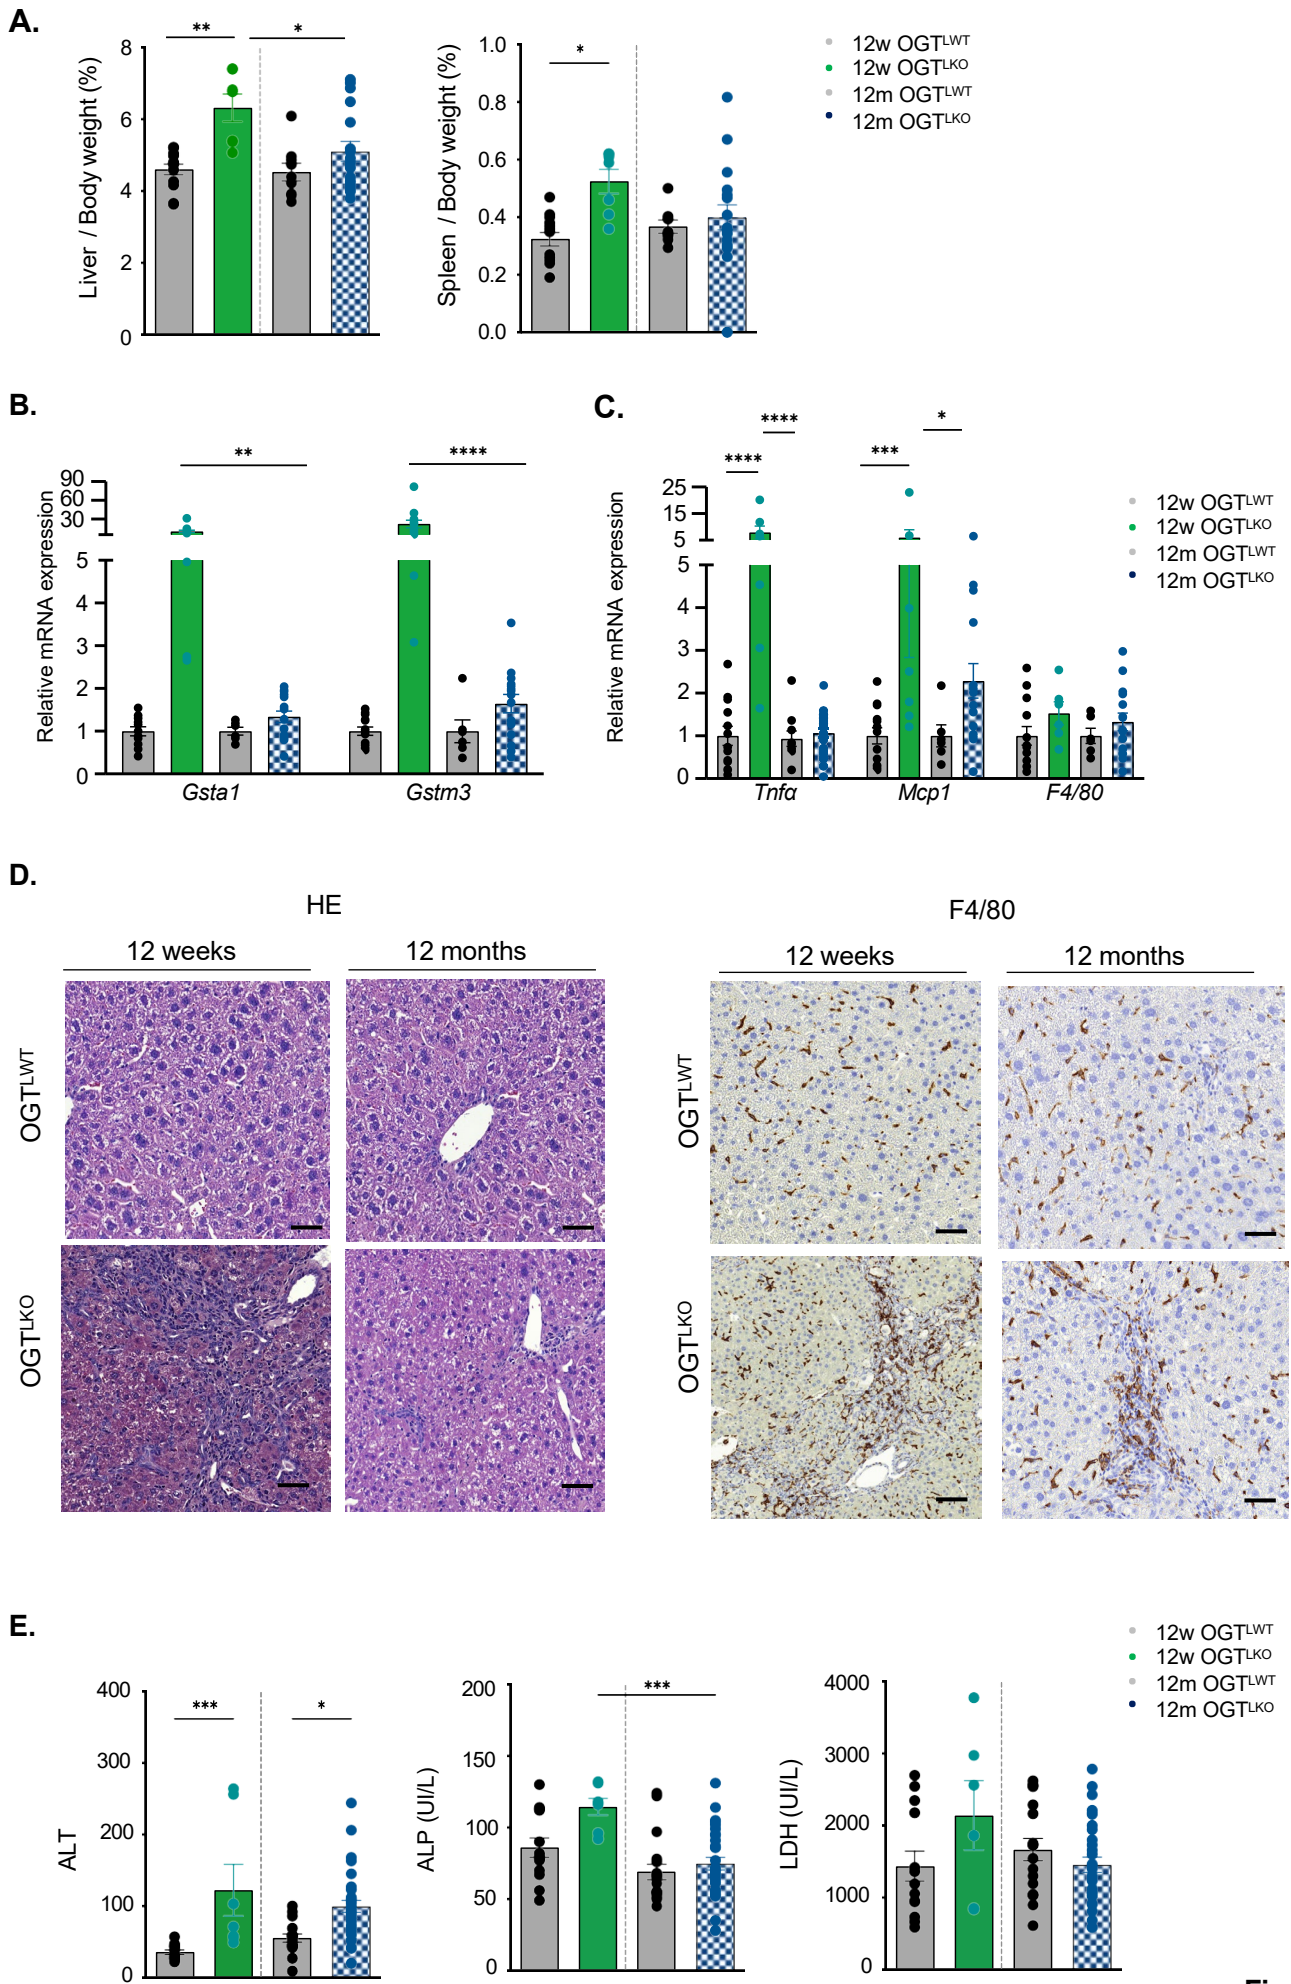 A.
** *
Liver / Body weight (%)
8
6
4
2
0
*
Spleen / Body weight (%)
1.0
0.8
0.6
0.4
0.2
0.0
12w OGTLWT
12w OGTLKO
12m OGTLWT
12m OGTLKO
B.
** ****
Relative mRNA expression
90
60
30
5
4
3
2
1
0
Gsta1 Gstm3
C.
**** **** *** *
Relative mRNA expression
25
15
5
5
4
3
2
1
0
Tnfα Mcp1 F4/80
12w OGTLWT
12w OGTLKO
12m OGTLWT
12m OGTLKO
D.
HE
12 weeks 12 months
OGTLWT
OGTLKO
F4/80
12 weeks 12 months
OGTLWT
OGTLKO
E.
12w OGTLWT
12w OGTLKO
12m OGTLWT
12m OGTLKO
*** *
ALT
400
300
200
100
0
***
ALP (UI/L)
200
150
100
50
0
LDH (UI/L)
4000
3000
2000
1000
0